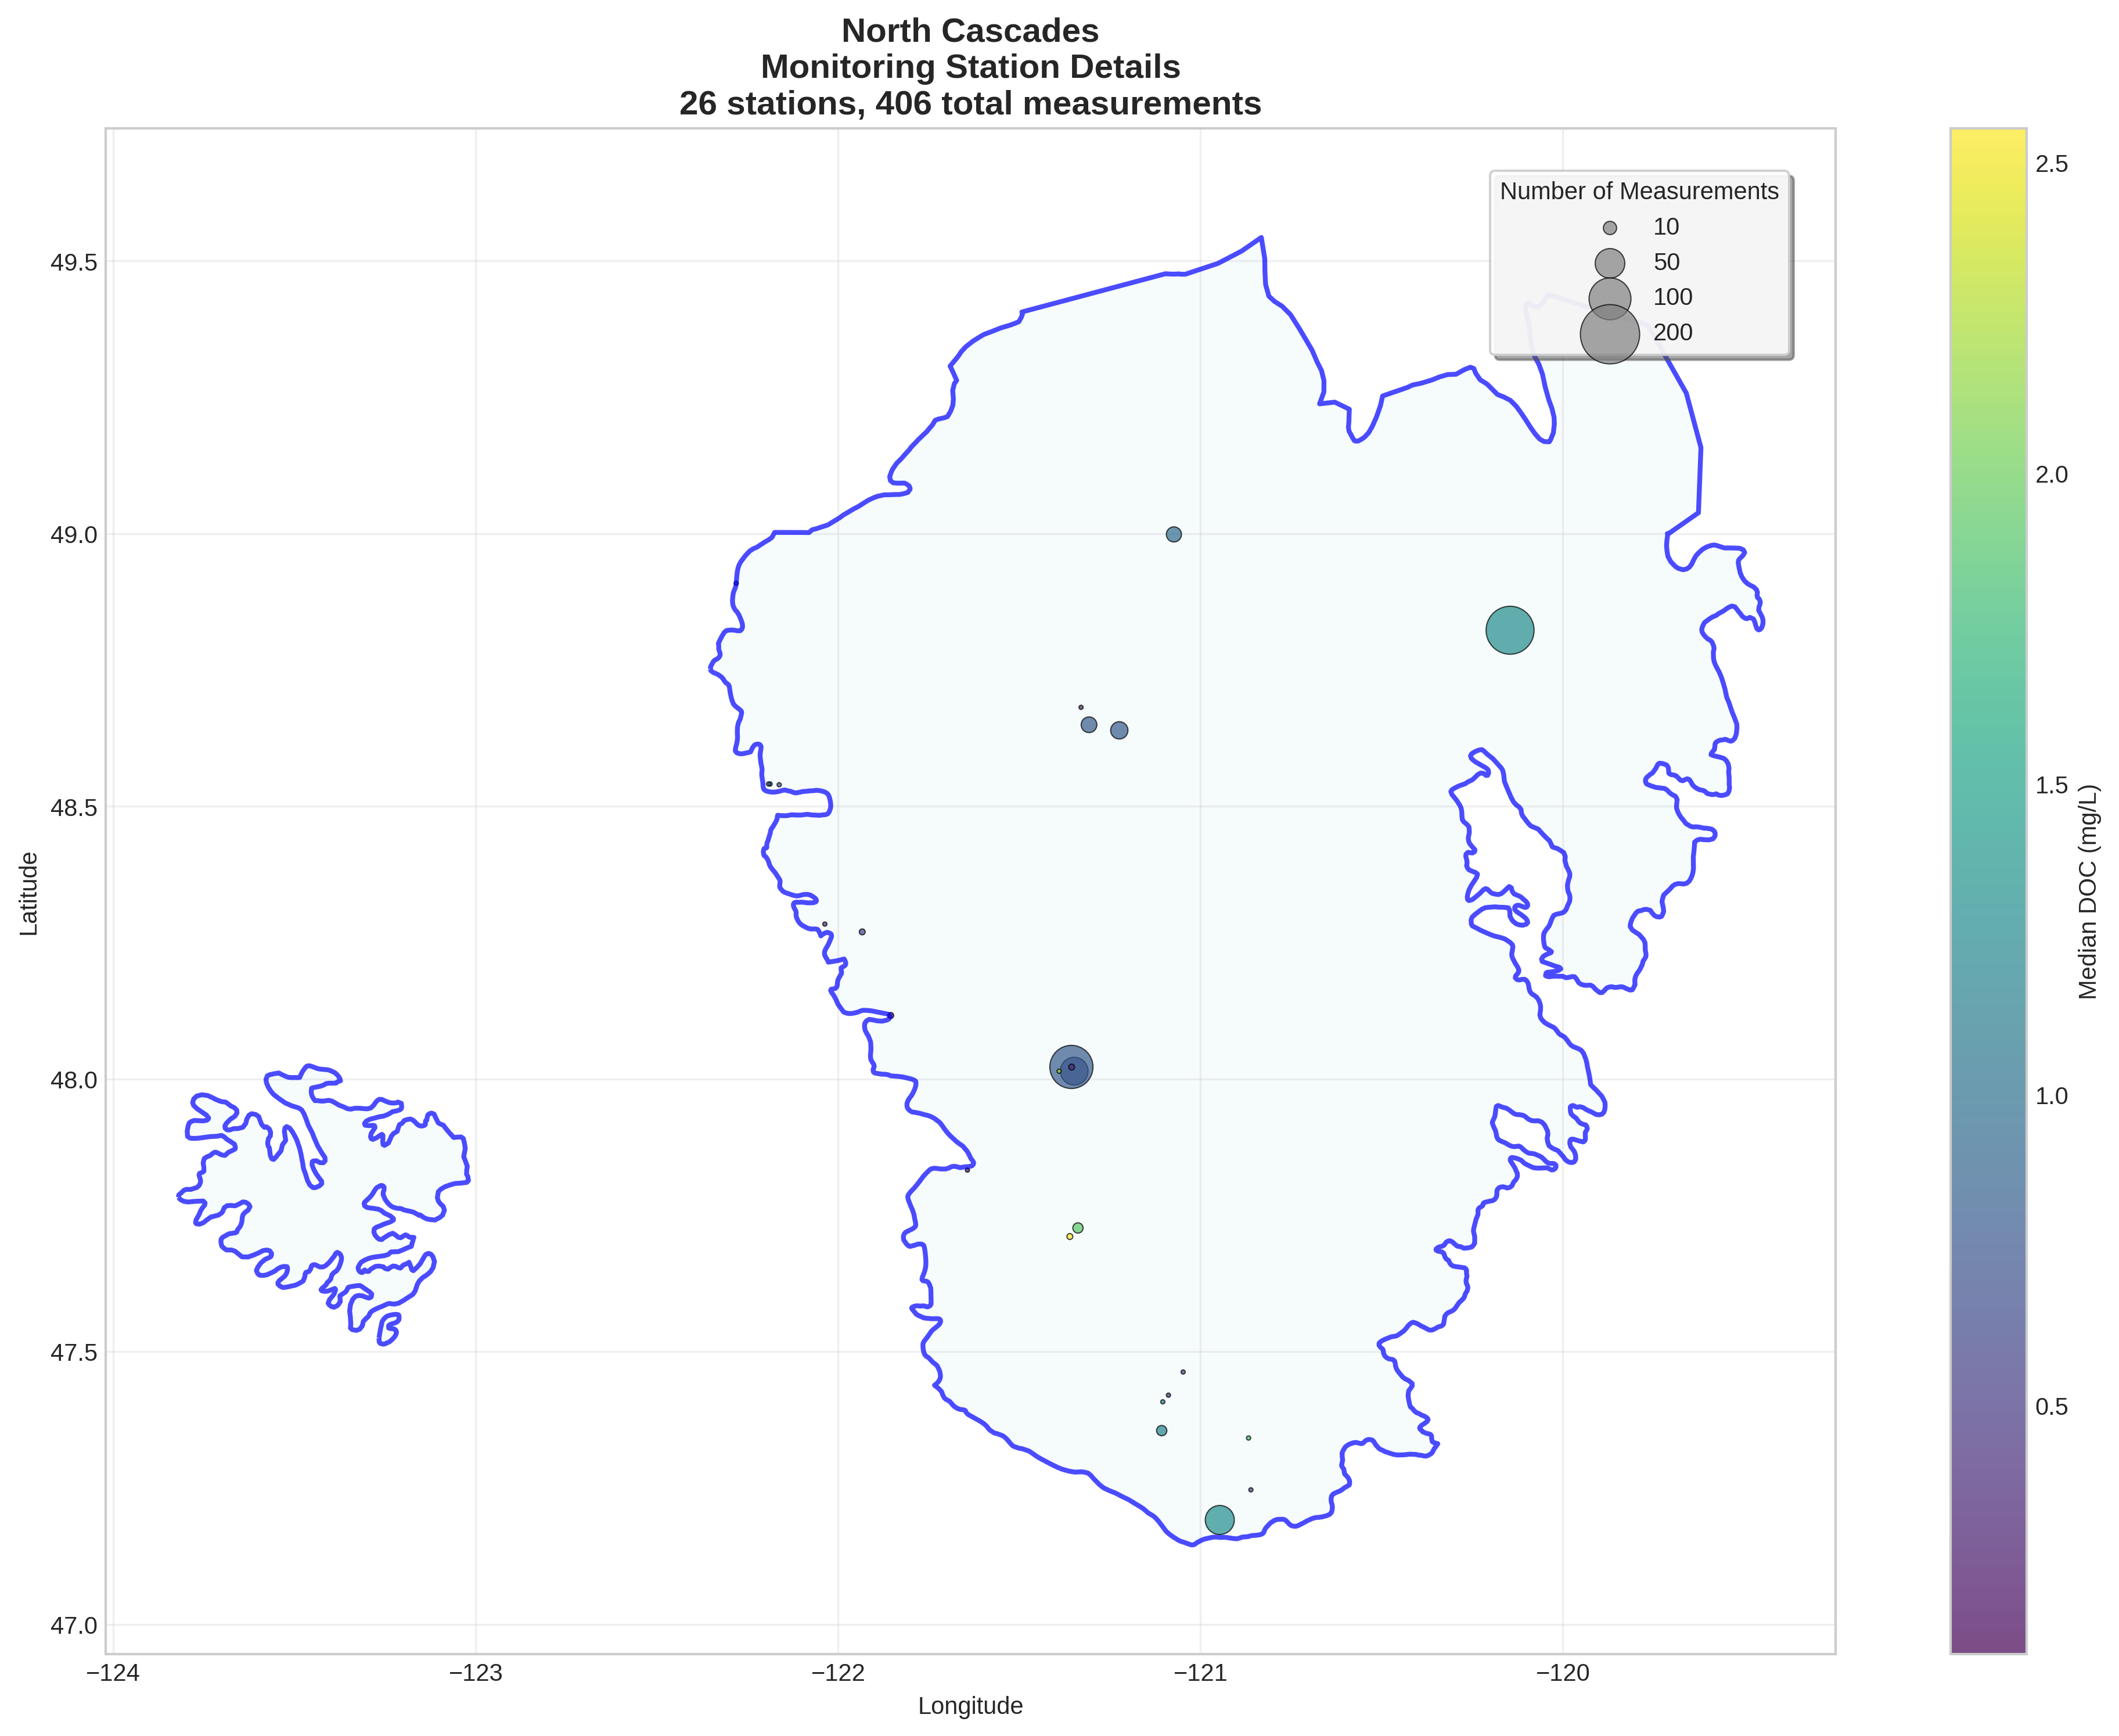 North Cascades
Monitoring Station Details
26 stations, 406 total measurements
Number of Measurements
10
50
100
200
49.5
49.0
48.5
48.0
47.5
47.0
Latitude
−124
−123
−122
−121
−120
Longitude
2.5
2.0
1.5
1.0
0.5
Median DOC (mg/L)